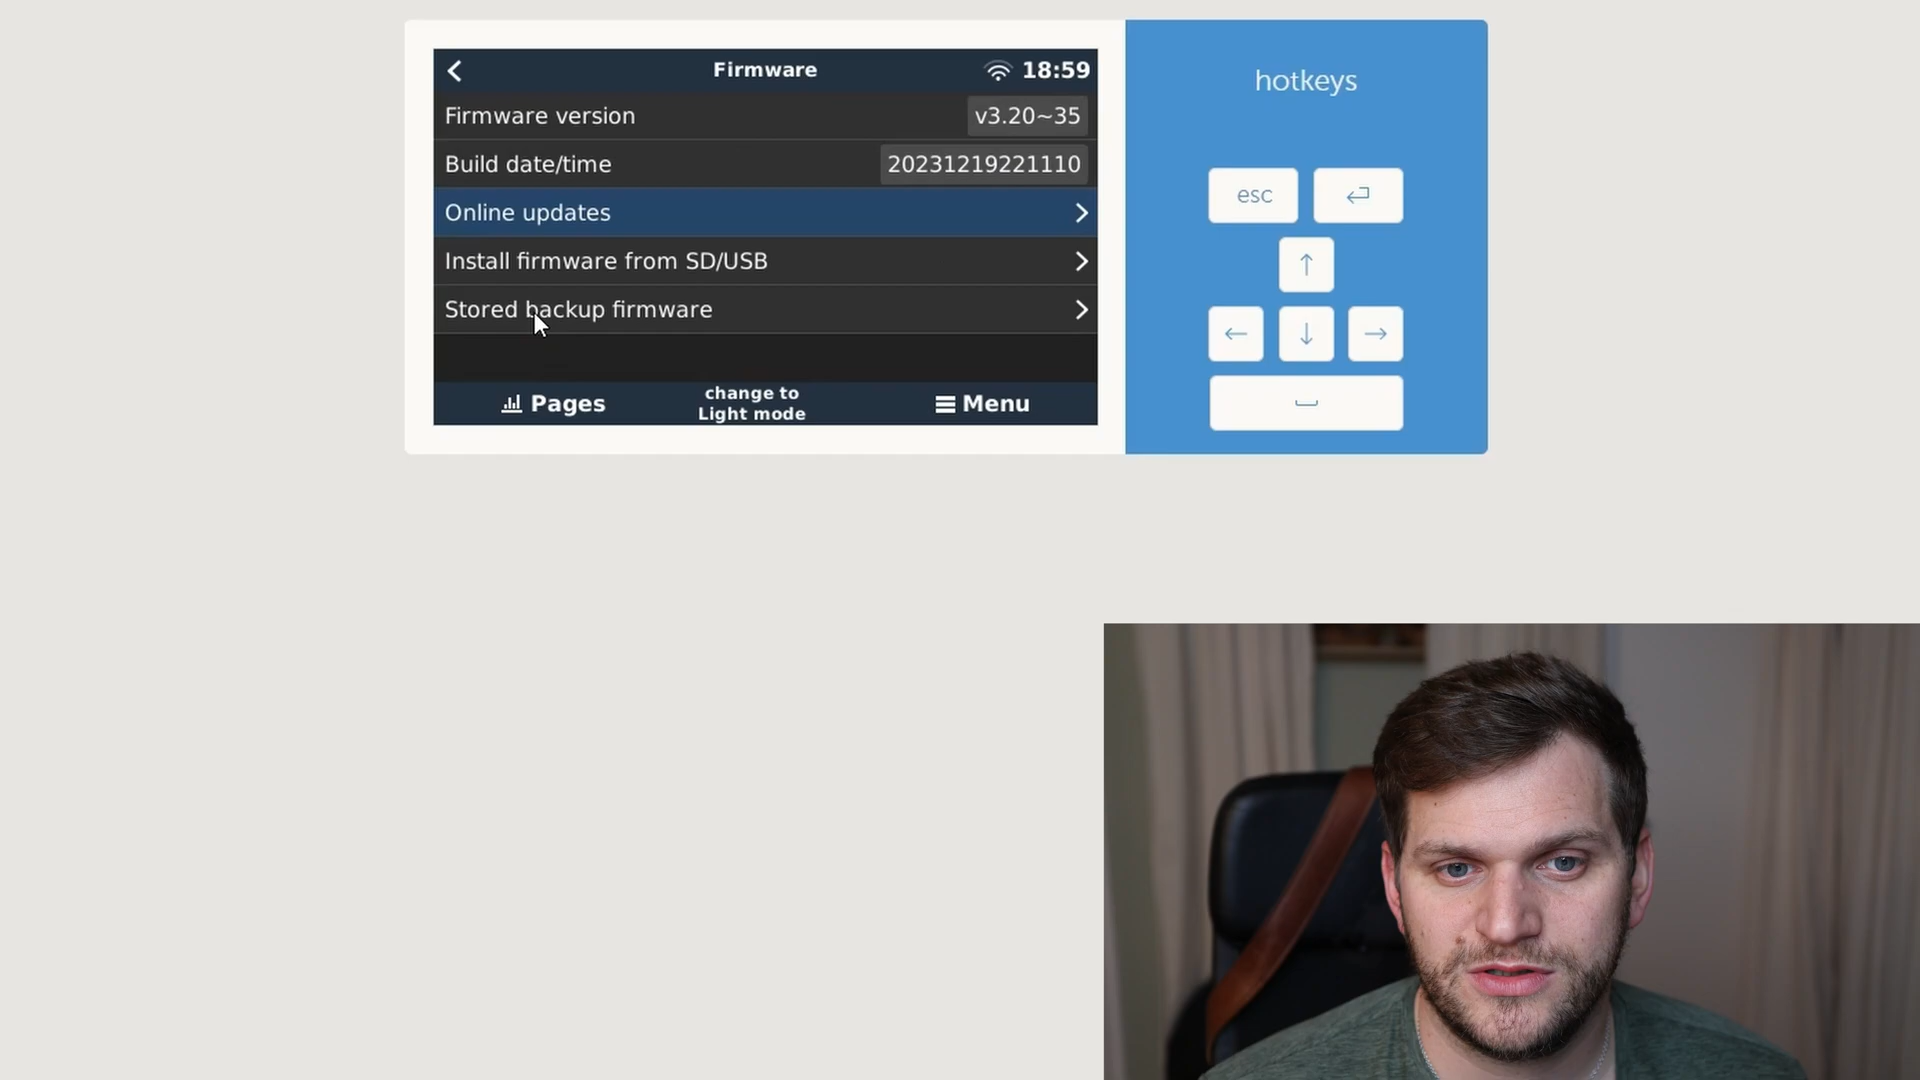 Firmware
18:59
Firmware version v3.20~35
Build date/time 20231219221110
Online updates
Install firmware from SD/USB
Stored backup firmware
Pages
change to
Light mode
Menu
hotkeys
esc